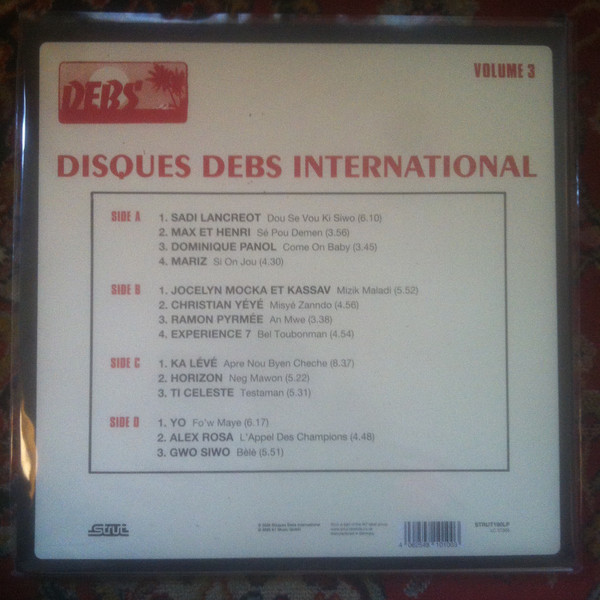 VOLUME 3
DEBS
DISQUES DEBS INTERNATIONAL
SIDE A
1. SADI LANCREOT Dou Se Vou Ki Siwo (6.10)
2. MAX ET HENRI Sé Pou Demen (3.56)
3. DOMINIQUE PANOL Come On Baby (3.45)
4. MARIZ Si On Jou (4.30)
SIDE B
1. JOCELYN MOCKA ET KASSAV Mizik Maladi (5.52)
2. CHRISTIAN YÉYÉ Misyé Zanndo (4.56)
3. RAMON PYRMÉE An Mwe (3.38)
4. EXPERIENCE 7 Bel Toubonman (4.54)
SIDE C
1. KA LÉVÉ Apre Nou Byen Cheche (6.37)
2. HORIZON Neg Mawon (5.22)
3. TI CELESTE Testaman (5.31)
SIDE D
1. YO Fo'w Maye (6.17)
2. ALEX ROSA L'Appel Des Champions (4.48)
3. GWO SIWO Bèlè (5.51)
strut